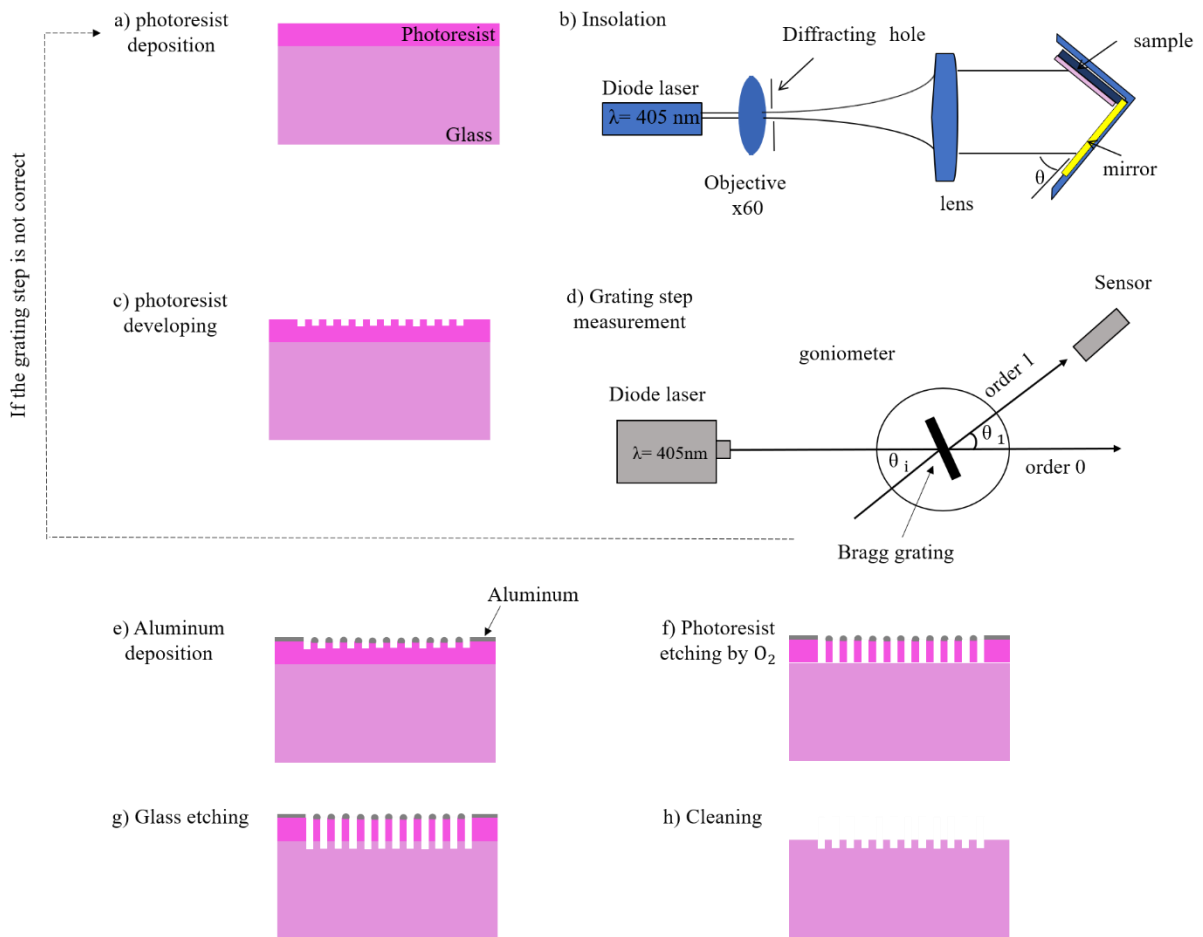 a) photoresist
deposition
Photoresist
Glass
b) Insolation
Diffracting hole
sample
Diode laser
λ= 405 nm
Objective
x60
lens
θ
mirror
If the grating step is not correct
c) photoresist
developing
d) Grating step
measurement
Sensor
goniometer
order 1
Diode laser
λ= 405nm
θ i
θ 1
order 0
Bragg grating
Aluminum
e) Aluminum
deposition
f) Photoresist
etching by O₂
g) Glass etching
h) Cleaning